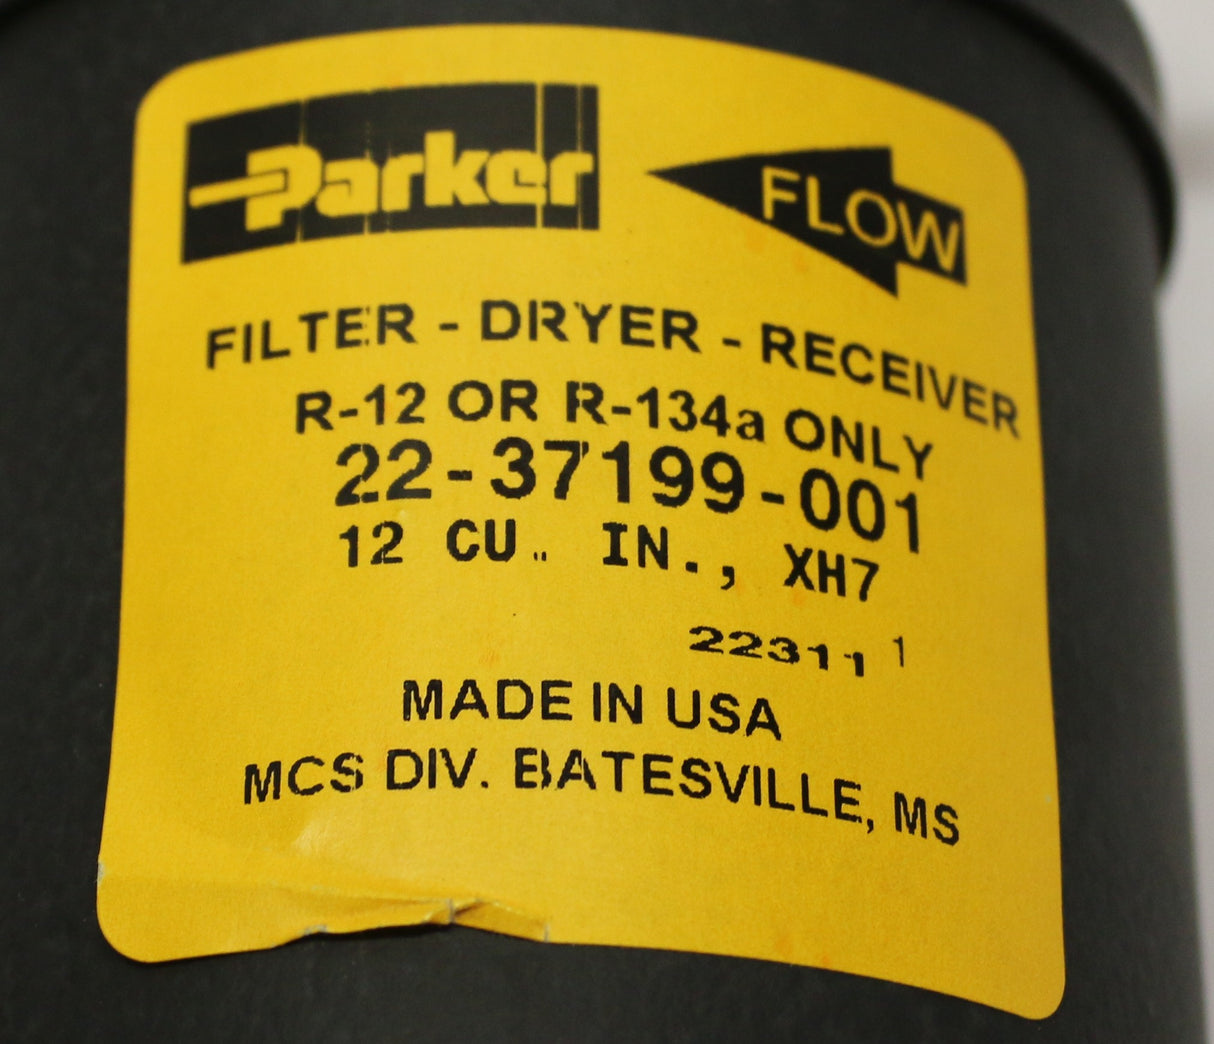 Parker
FLOW
FILTER - DRYER - RECEIVER
R-12 OR R-134a ONLY
22-37199-001
12 CU. IN., XH7
22311 1
MADE IN USA
MCS DIV. BATESVILLE, MS